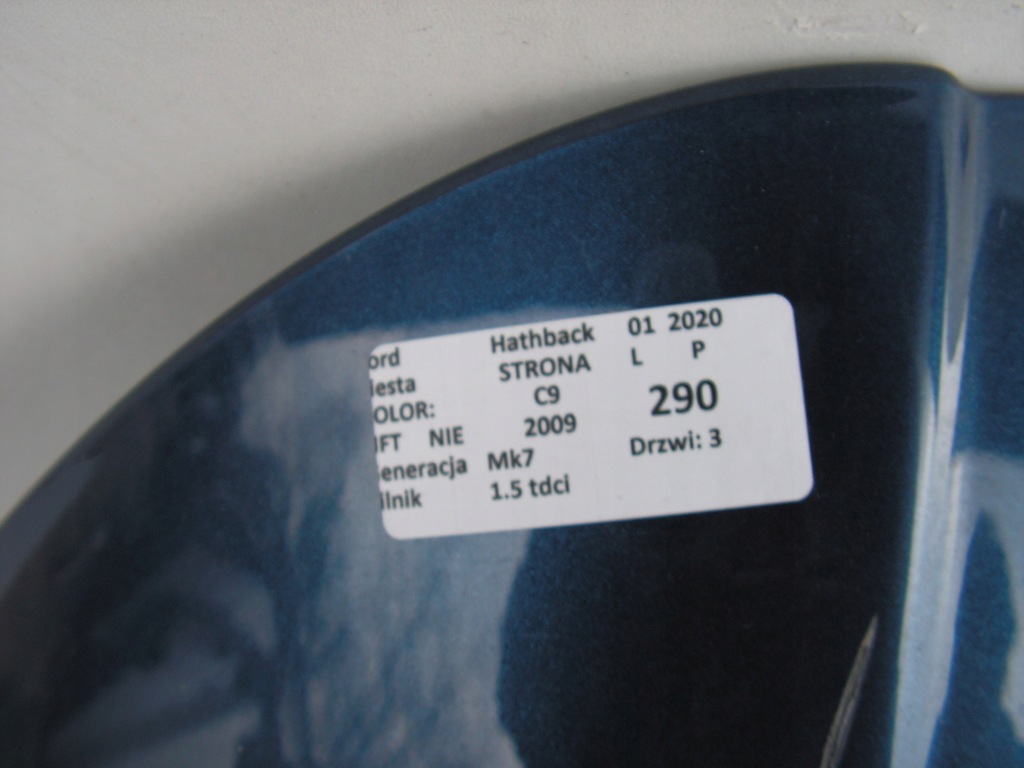 ord Hathback 01 2020
iesta STRONA L P
OLOR: C9 290
IFT NIE 2009
eneracja Mk7 Drzwi: 3
ilnik 1.5 tdci